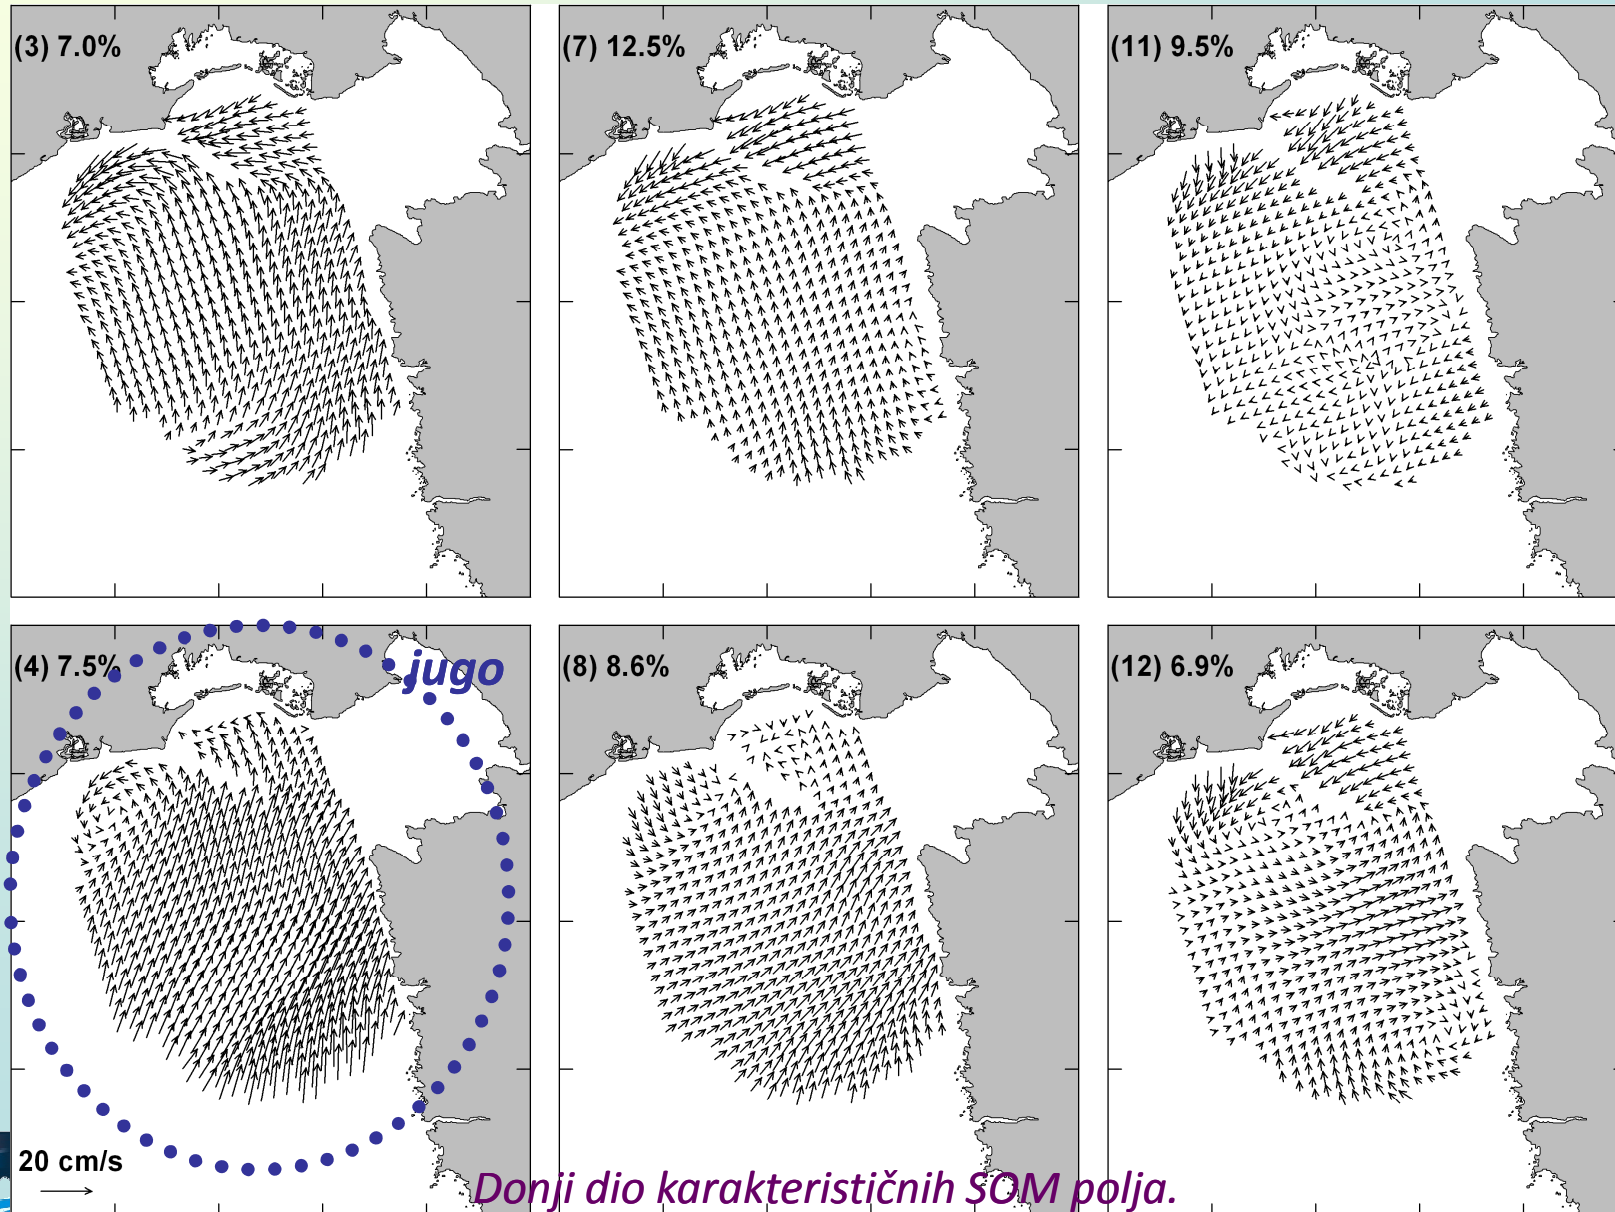 (3) 7.0%
(7) 12.5%
(11) 9.5%
(4) 7.5%
jugo
(8) 8.6%
(12) 6.9%
20 cm/s
Donji dio karakterističnih SOM polja.